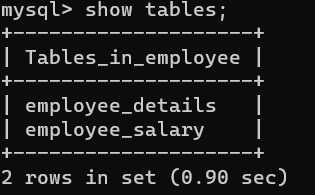 mysql> show tables;
+--------------------+
| Tables_in_employee |
+--------------------+
| employee_details   |
| employee_salary    |
+--------------------+
2 rows in set (0.90 sec)